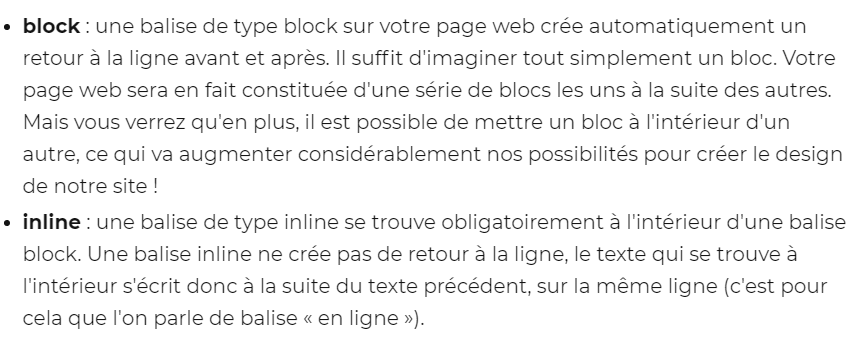 • block : une balise de type block sur votre page web crée automatiquement un
retour à la ligne avant et après. Il suffit d'imaginer tout simplement un bloc. Votre
page web sera en fait constituée d'une série de blocs les uns à la suite des autres.
Mais vous verrez qu'en plus, il est possible de mettre un bloc à l'intérieur d'un
autre, ce qui va augmenter considérablement nos possibilités pour créer le design
de notre site !
• inline : une balise de type inline se trouve obligatoirement à l'intérieur d'une balise
block. Une balise inline ne crée pas de retour à la ligne, le texte qui se trouve à
l'intérieur s'écrit donc à la suite du texte précédent, sur la même ligne (c'est pour
cela que l'on parle de balise « en ligne »).